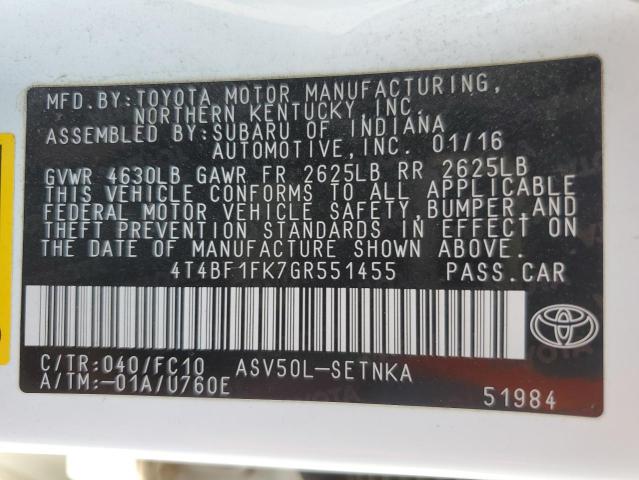 MFD.BY:TOYOTA MOTOR MANUFACTURING,
NORTHERN KENTUCKY, INC.
ASSEMBLED BY:SUBARU OF INDIANA
AUTOMOTIVE,INC. 01/16
GVWR 4630LB GAWR FR 2625LB RR 2625LB
THIS VEHICLE CONFORMS TO ALL APPLICABLE
FEDERAL MOTOR VEHICLE SAFETY,BUMPER,AND
THEFT PREVENTION STANDARDS IN EFFECT ON
THE DATE OF MANUFACTURE SHOWN ABOVE.
4T4BF1FK7GR551455 PASS.CAR
C/TR:040/FC10 ASV50L-SETNKA
A/TM:-01A/U760E
51984